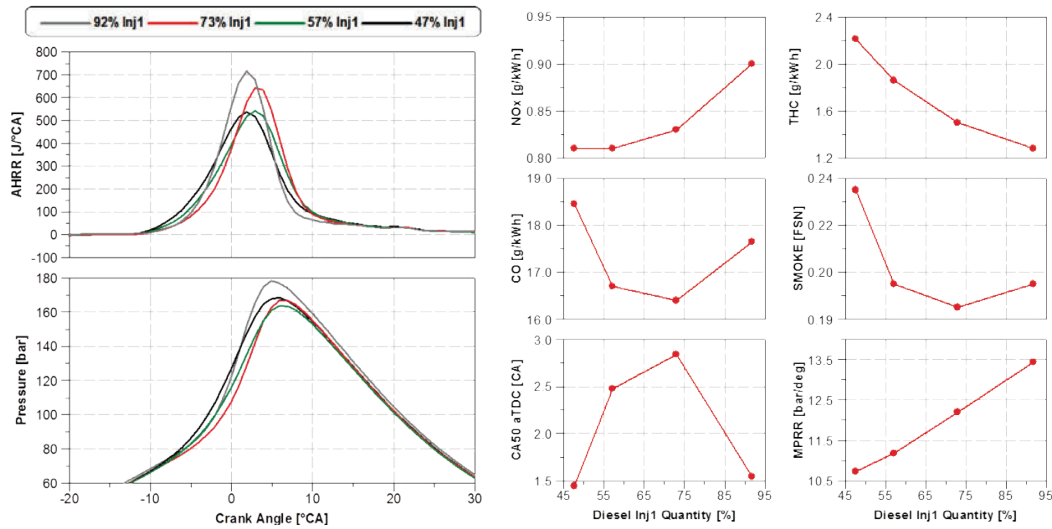 92% Inj1 73% Inj1 57% Inj1 47% Inj1
800
700
600
500
400
300
200
100
0
-100
AHRR [J/°CA]
180
160
140
120
100
80
60
Pressure [bar]
-20 -10 0 10 20 30
Crank Angle [°CA]
0.95
0.90
0.85
0.80
NOx [g/kWh]
2.4
2.0
1.6
1.2
THC [g/kWh]
19.0
18.0
17.0
16.0
CO [g/kWh]
0.24
0.22
0.20
0.19
SMOKE [FSN]
3.0
2.5
2.0
1.5
CA50 aTDC [CA]
45 55 65 75 85 95
Diesel Inj1 Quantity [%]
13.5
12.5
11.5
10.5
MPRR [bar/deg]
45 55 65 75 85 95
Diesel Inj1 Quantity [%]